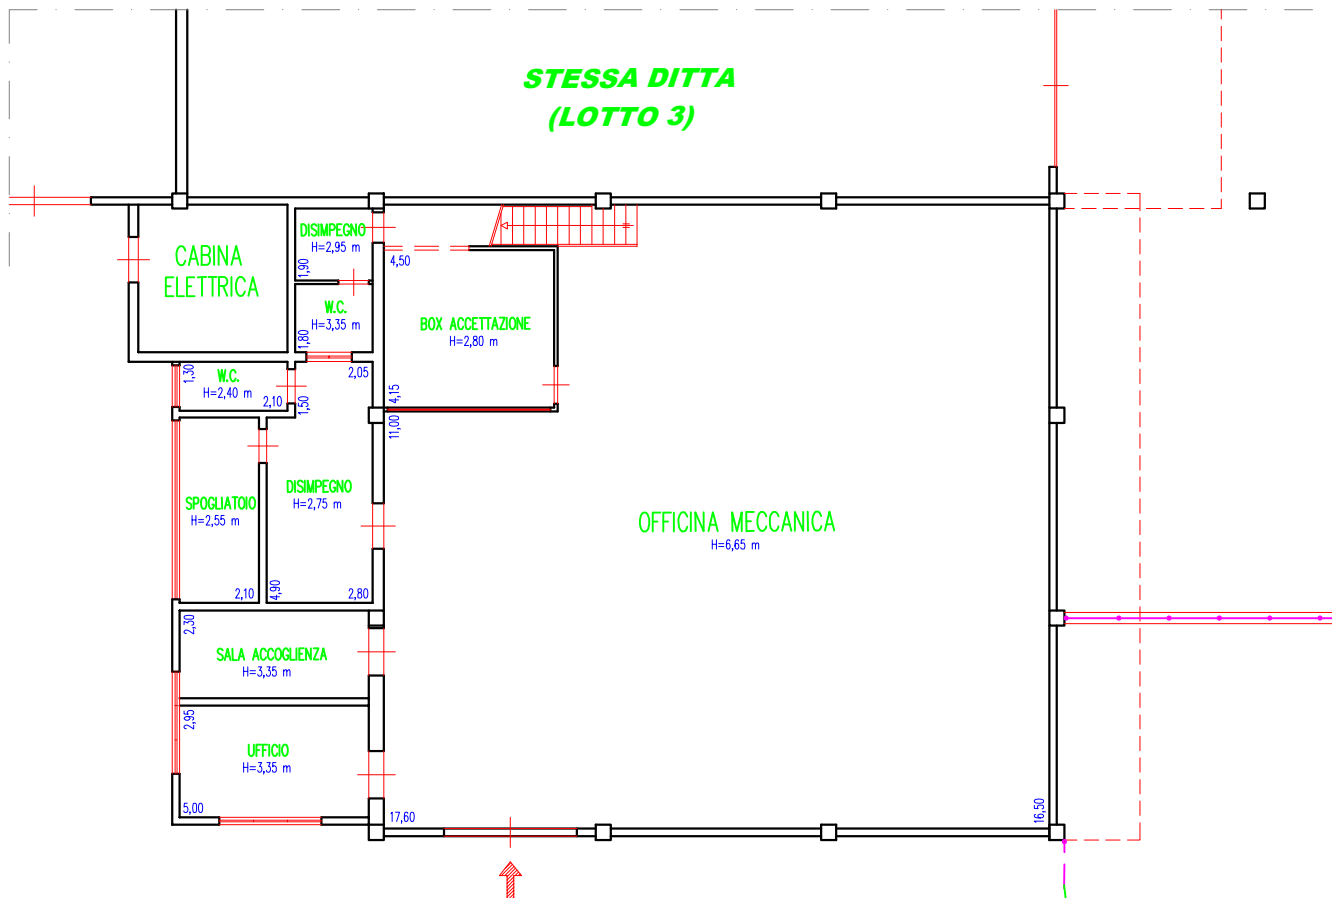 STESSA DITTA
(LOTTO 3)
DISIMPEGNO
H=2,95 m
1,90
CABINA
ELETTRICA
4,50
W.C.
H=3,35 m
1,80
BOX ACCETTAZIONE
H=2,80 m
2,05
1,30
W.C.
H=2,40 m
2,10
1,50
4,15
11,00
DISIMPEGNO
H=2,75 m
SPOGLIATOIO
H=2,55 m
OFFICINA MECCANICA
H=6,65 m
2,10
4,90
2,80
2,30
SALA ACCOGLIENZA
H=3,35 m
2,95
UFFICIO
H=3,35 m
5,00
17,60
16,50